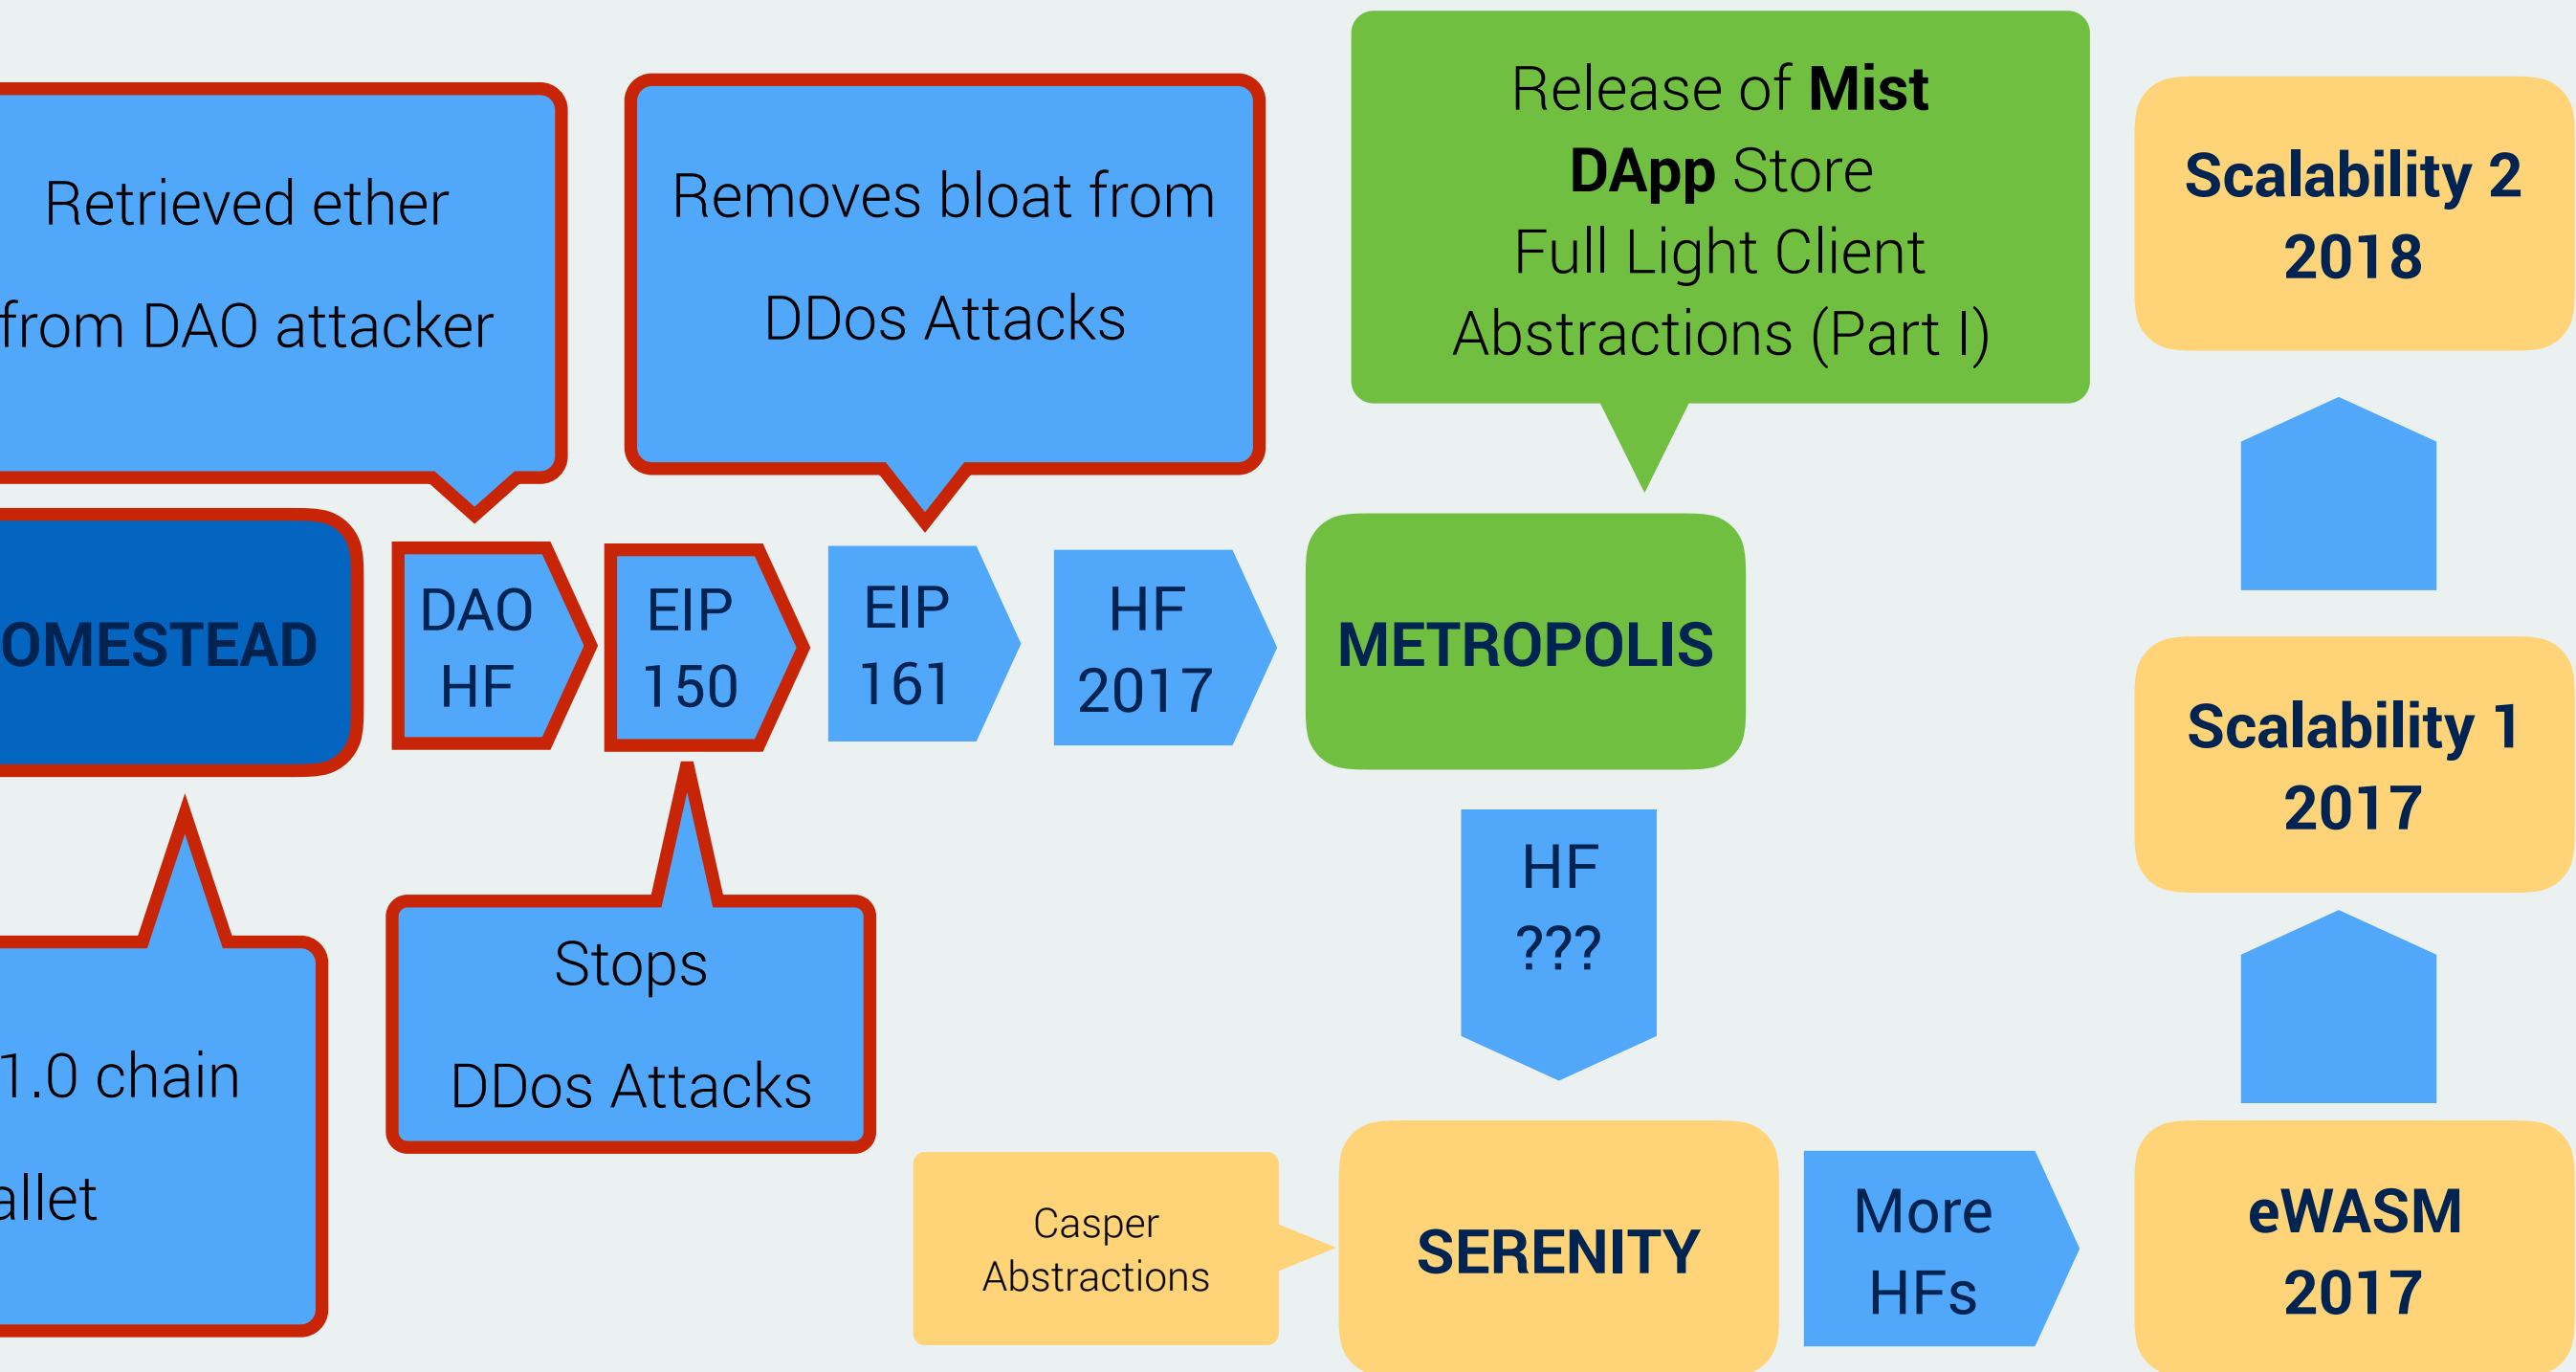 Retrieved ether
from DAO attacker
Removes bloat from
DDos Attacks
Release of Mist
DApp Store
Full Light Client
Abstractions (Part I)
Scalability 2
2018
OMESTEAD
DAO
HF
EIP
150
EIP
161
HF
2017
METROPOLIS
Scalability 1
2017
HF
???
Stops
DDos Attacks
1.0 chain
allet
Casper
Abstractions
SERENITY
More
HFs
eWASM
2017